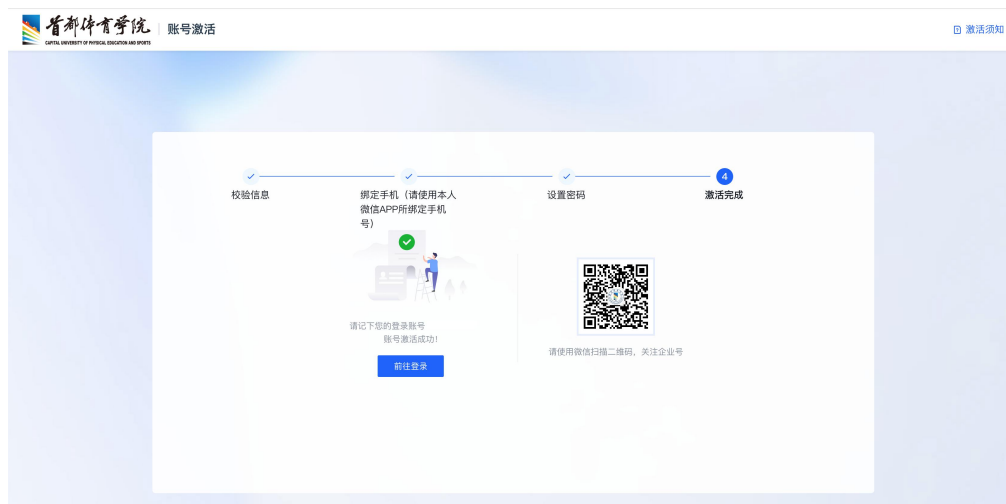 首都体育学院
CAPITAL UNIVERSITY OF PHYSICAL EDUCATION AND SPORTS
账号激活
激活须知
校验信息
绑定手机（请使用本人
微信APP所绑定手机
号）
设置密码
4
激活完成
请记下您的登录账号
账号激活成功!
前往登录
请使用微信扫描二维码，关注企业号